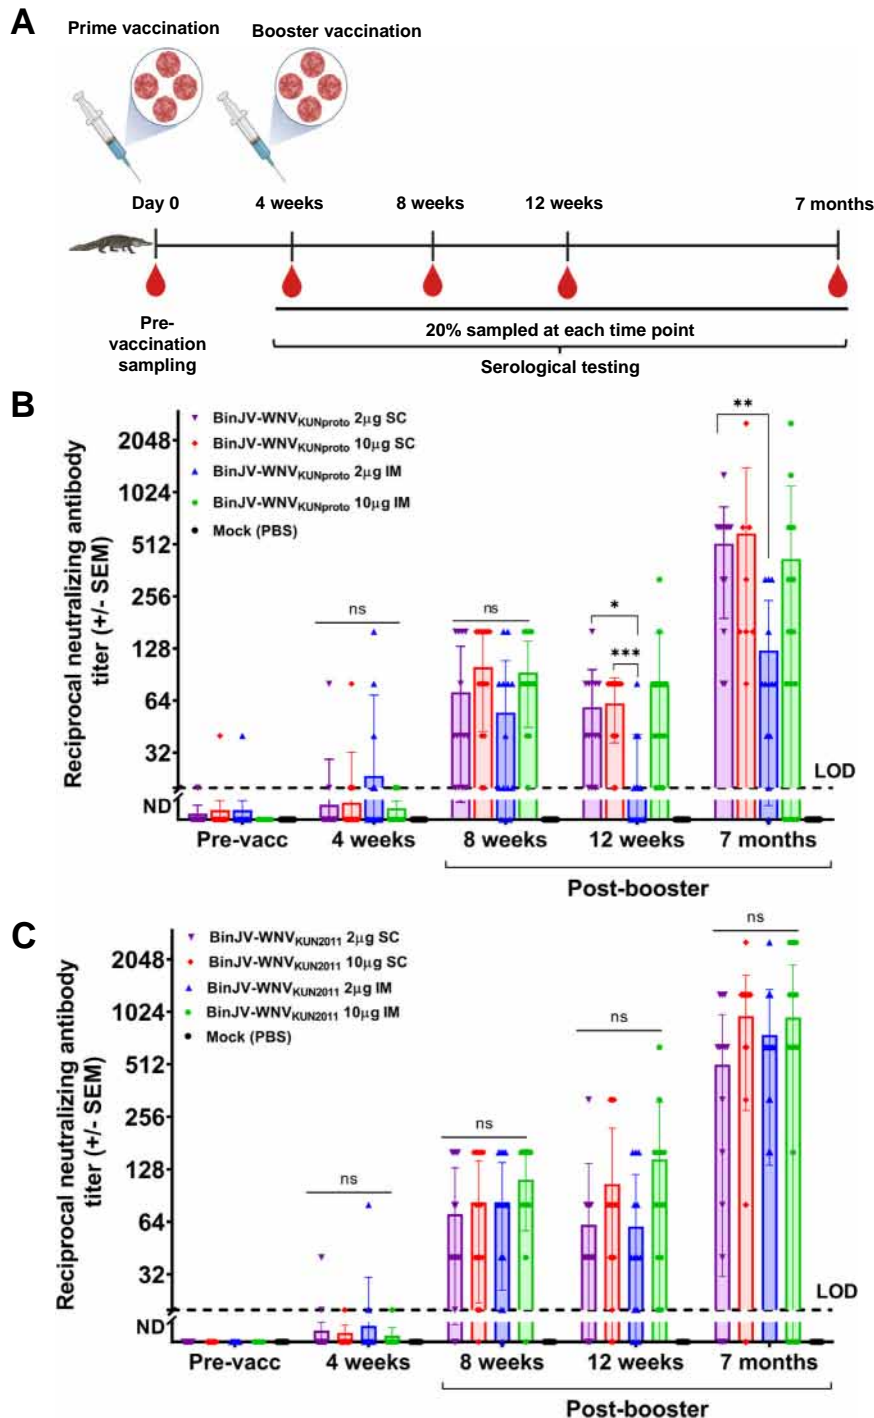 A
Prime vaccination
Booster vaccination
Day 0
4 weeks
8 weeks
12 weeks
7 months
Pre-
vaccination
sampling
20% sampled at each time point
Serological testing
B
Reciprocal neutralizing antibody
titer (+/- SEM)
2048
1024
512
256
128
64
32
ND
BinJV-WNVKUNproto 2μg SC
BinJV-WNVKUNproto 10μg SC
BinJV-WNVKUNproto 2μg IM
BinJV-WNVKUNproto 10μg IM
Mock (PBS)
ns
ns
*
***
**
LOD
Pre-vacc
4 weeks
8 weeks
12 weeks
7 months
Post-booster
C
Reciprocal neutralizing antibody
titer (+/- SEM)
2048
1024
512
256
128
64
32
ND
BinJV-WNVKUN2011 2μg SC
BinJV-WNVKUN2011 10μg SC
BinJV-WNVKUN2011 2μg IM
BinJV-WNVKUN2011 10μg IM
Mock (PBS)
ns
ns
ns
ns
LOD
Pre-vacc
4 weeks
8 weeks
12 weeks
7 months
Post-booster